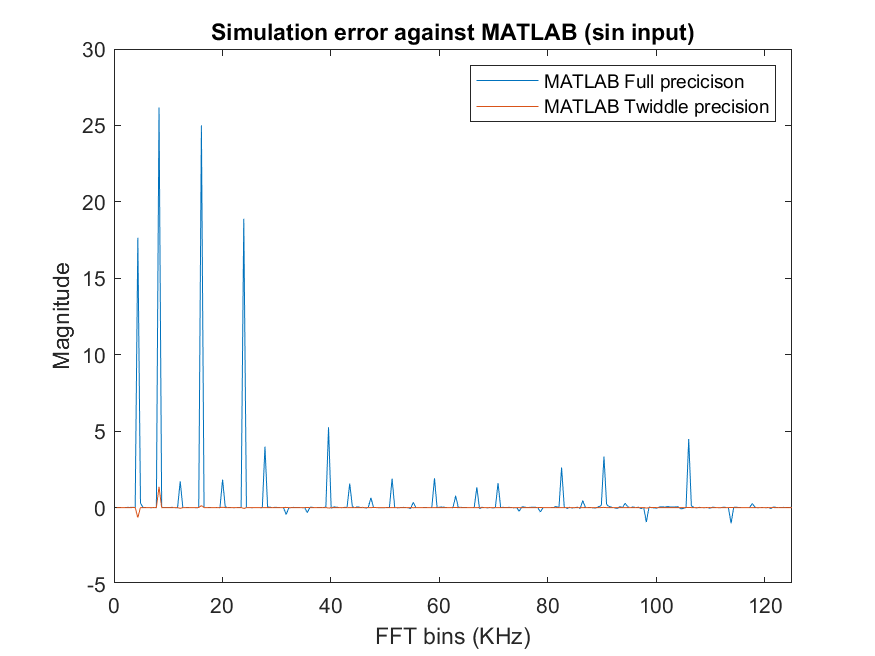 Simulation error against MATLAB (sin input)
MATLAB Full precicison
MATLAB Twiddle precision
30
25
20
15
10
5
0
-5
Magnitude
0 20 40 60 80 100 120
FFT bins (KHz)